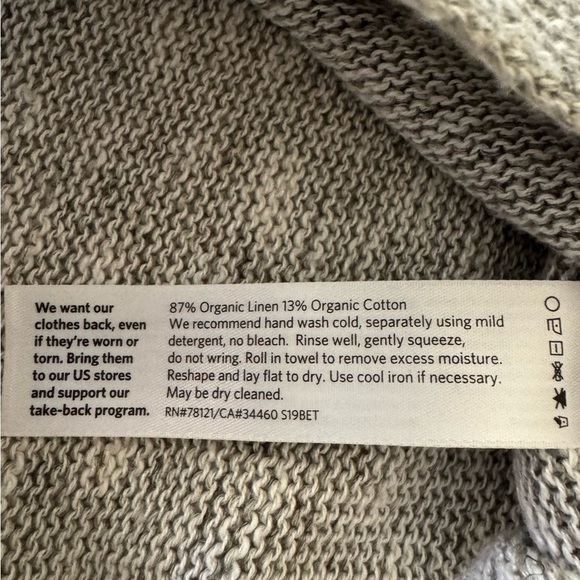 We want our
clothes back, even
if they're worn or
torn. Bring them
to our US stores
and support our
take-back program.
87% Organic Linen 13% Organic Cotton
We recommend hand wash cold, separately using mild
detergent, no bleach. Rinse well, gently squeeze,
do not wring. Roll in towel to remove excess moisture.
Reshape and lay flat to dry. Use cool iron if necessary.
May be dry cleaned.
RN#78121/CA#34460 S19BET